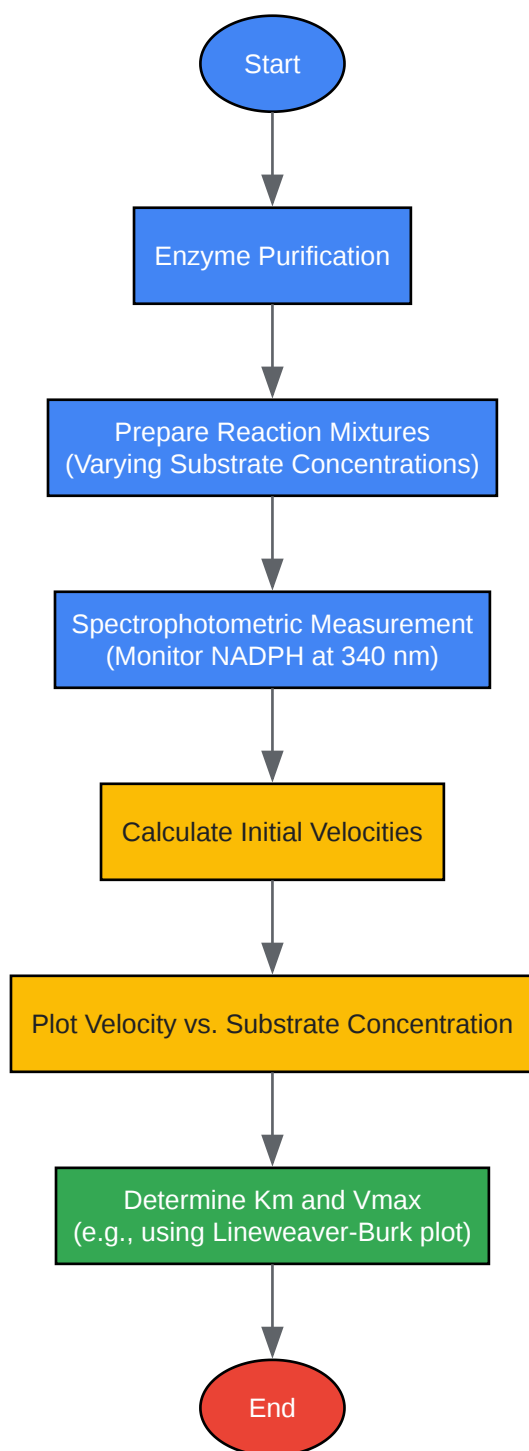 Start
Enzyme Purification
Prepare Reaction Mixtures
(Varying Substrate Concentrations)
Spectrophotometric Measurement
(Monitor NADPH at 340 nm)
Calculate Initial Velocities
Plot Velocity vs. Substrate Concentration
Determine Km and Vmax
(e.g., using Lineweaver-Burk plot)
End